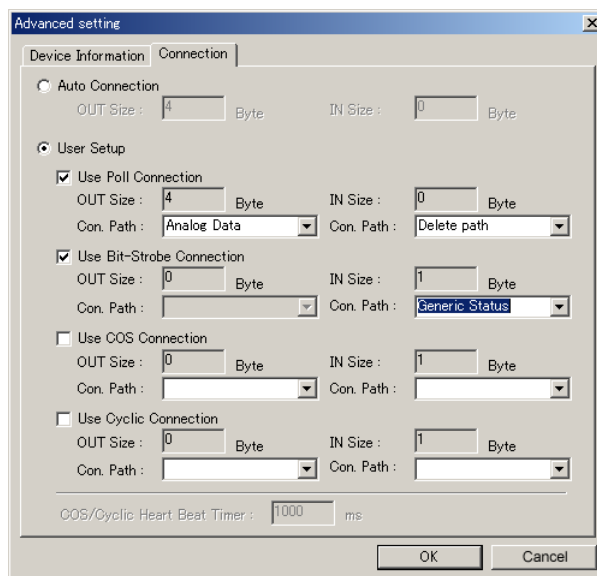 Advanced setting
Device Information Connection
Auto Connection
OUT Size : 4 Byte IN Size : 0 Byte
User Setup
Use Poll Connection
OUT Size : 4 Byte IN Size : 0 Byte
Con. Path : Analog Data Con. Path : Delete path
Use Bit-Strobe Connection
OUT Size : 0 Byte IN Size : 1 Byte
Con. Path : Con. Path : Generic Status
Use COS Connection
OUT Size : 0 Byte IN Size : 1 Byte
Con. Path : Con. Path :
Use Cyclic Connection
OUT Size : 0 Byte IN Size : 1 Byte
Con. Path : Con. Path :
COS/Cyclic Heart Beat Timer : 1000 ms
OK Cancel